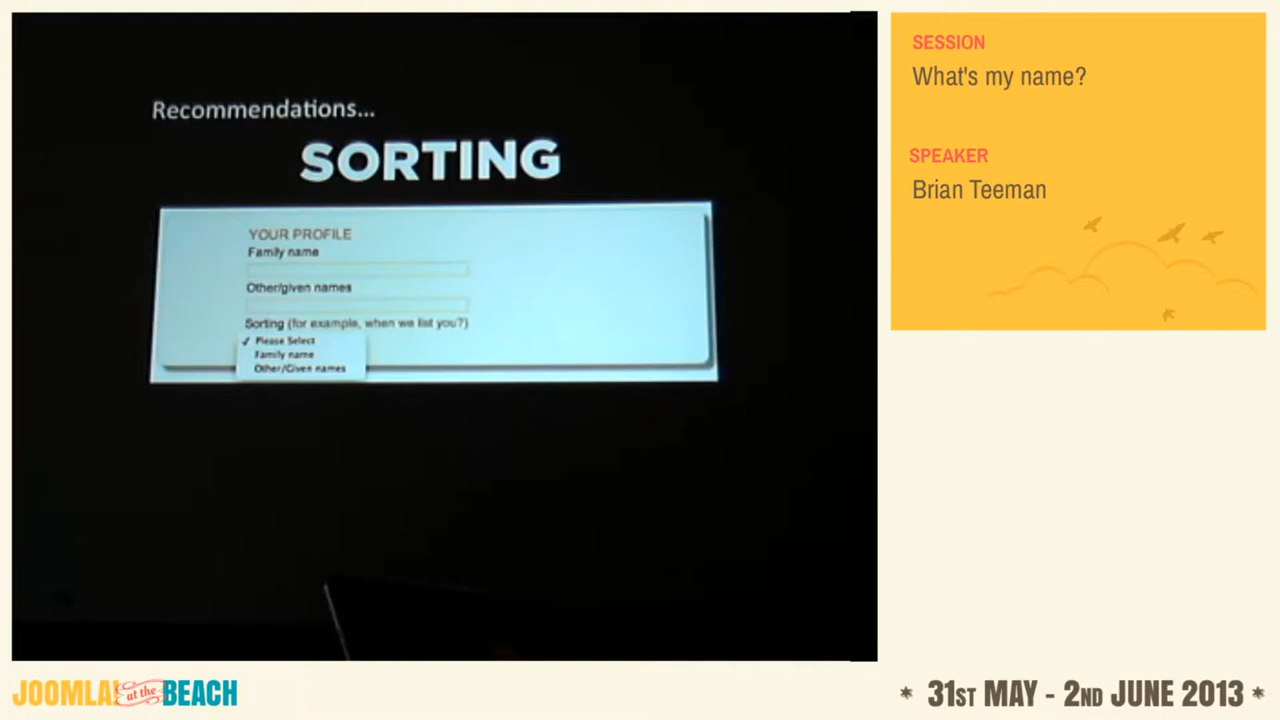 Recommendations...
SORTING
YOUR PROFILE
Family name
Other/given names
Sorting (for example, when we list you?)
✓ Please Select
Family name
Other/Given names
SESSION
What's my name?
SPEAKER
Brian Teeman
JOOMLA! at the BEACH
* 31ST MAY - 2ND JUNE 2013 *